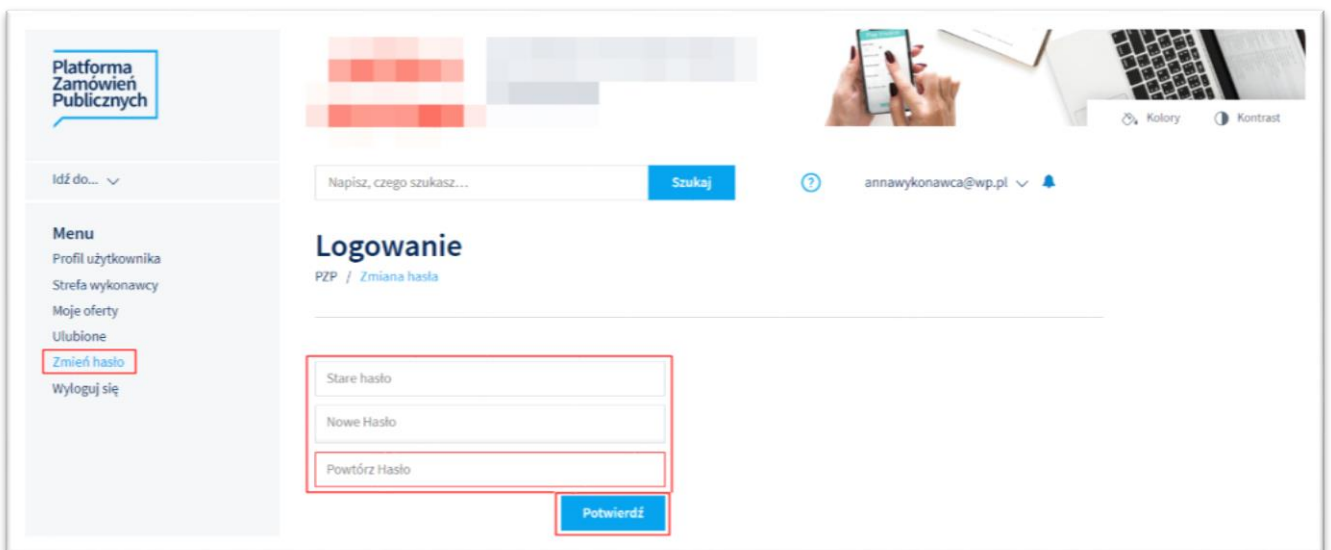 Platforma
Zamówień
Publicznych
Kolory
Kontrast
Idź do...
Napisz, czego szukasz...
Szukaj
?
annawykonawca@wp.pl
Menu
Profil użytkownika
Strefa wykonawcy
Moje oferty
Ulubione
Zmień hasło
Wyloguj się
Logowanie
PZP / Zmiana hasła
Stare hasło
Nowe Hasło
Powtórz Hasło
Potwierdź